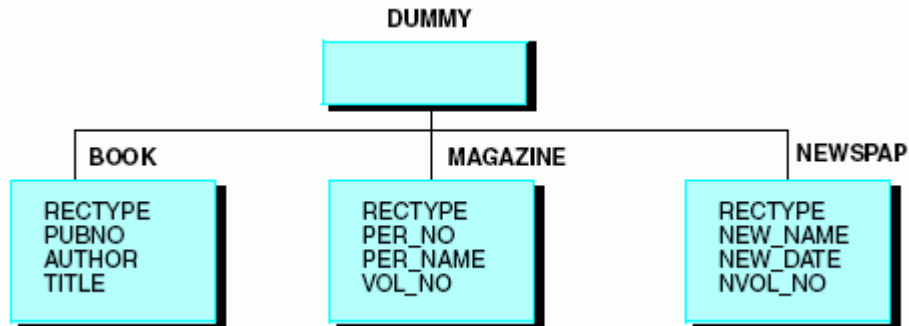 DUMMY
BOOK
MAGAZINE
NEWSPAP
RECTYPE
PUBNO
AUTHOR
TITLE
RECTYPE
PER_NO
PER_NAME
VOL_NO
RECTYPE
NEW_NAME
NEW_DATE
NVOL_NO